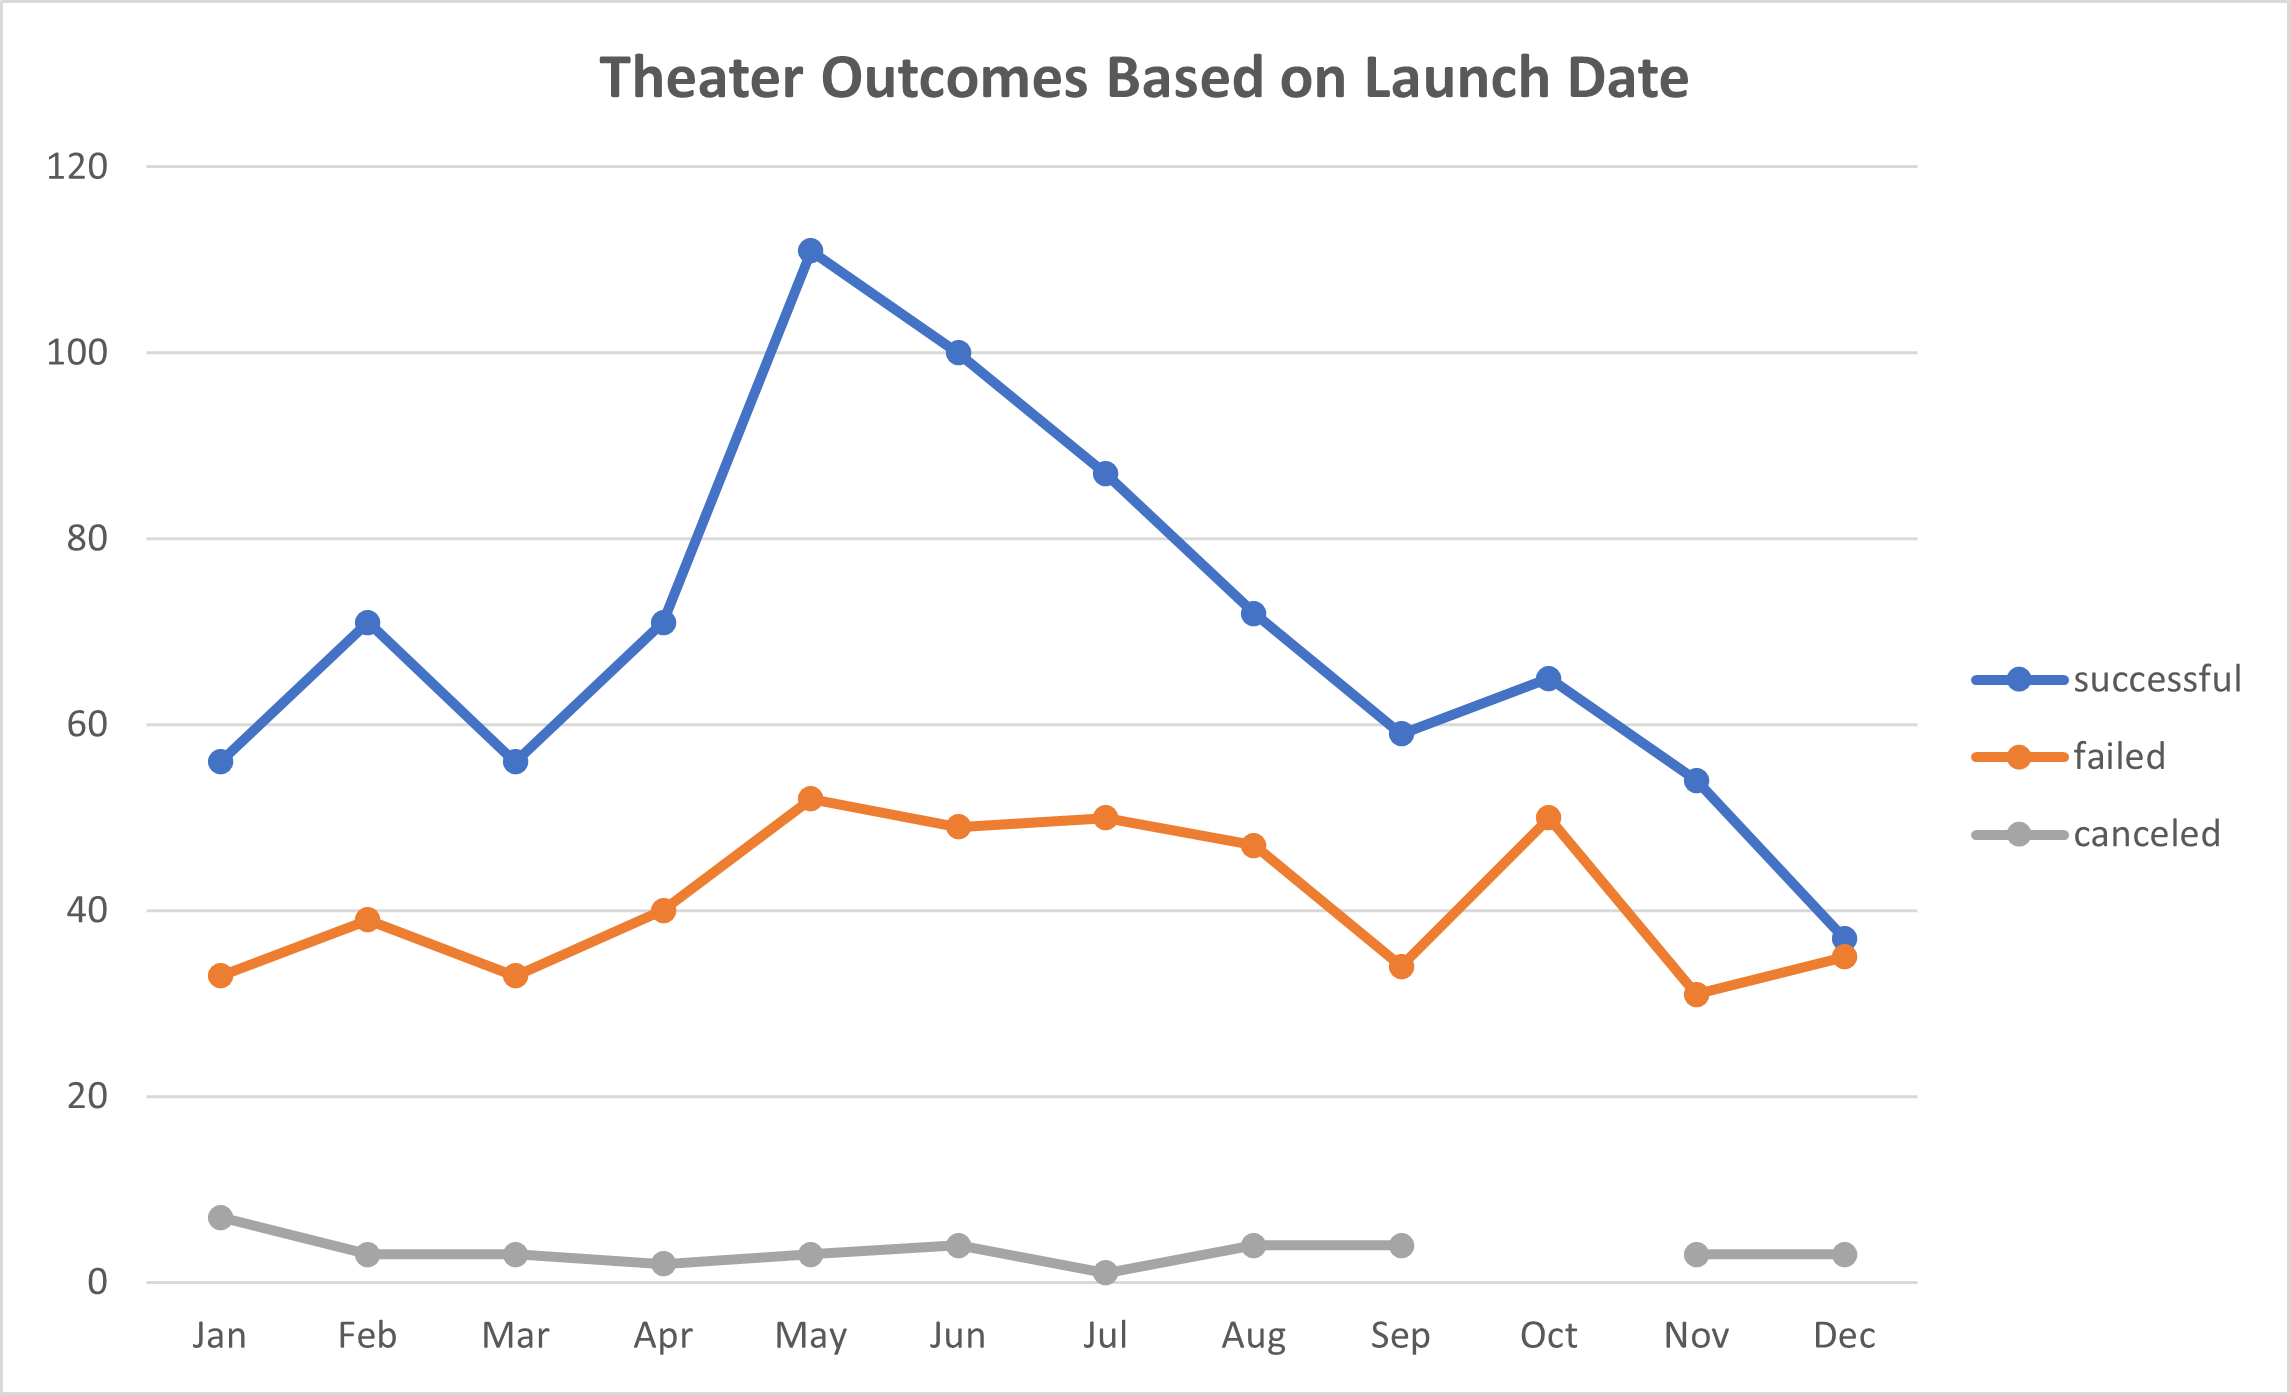 Theater Outcomes Based on Launch Date
120
100
80
60
40
20
0
Jan Feb Mar Apr May Jun Jul Aug Sep Oct Nov Dec
successful
failed
canceled